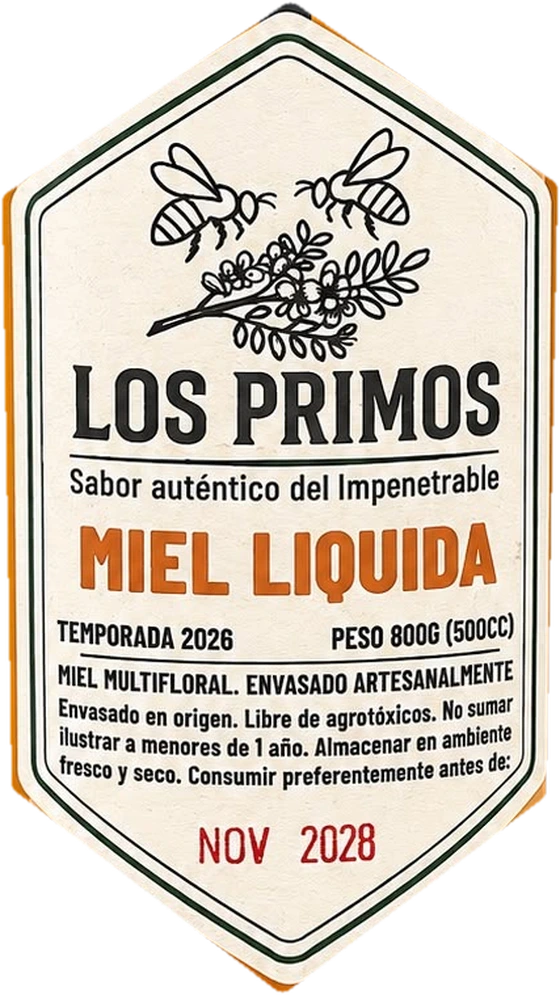 LOS PRIMOS
Sabor auténtico del Impenetrable
MIEL LIQUIDA
TEMPORADA 2026 PESO 800G (500CC)
MIEL MULTIFLORAL. ENVASADO ARTESANALMENTE
Envasado en origen. Libre de agrotóxicos. No sumar
ilustrar a menores de 1 año. Almacenar en ambiente
fresco y seco. Consumir preferentemente antes de:
NOV 2028